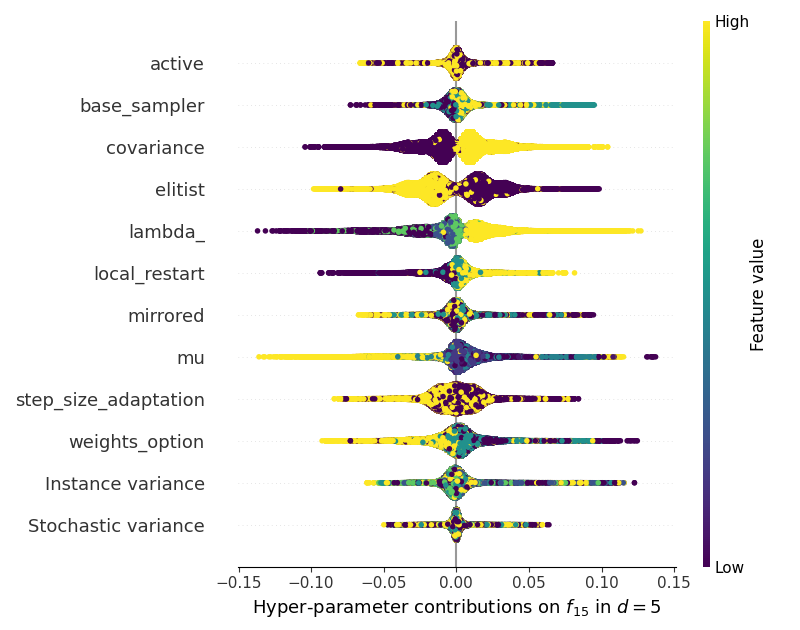 High
active
base_sampler
covariance
elitist
lambda_
local_restart
mirrored
mu
step_size_adaptation
weights_option
Instance variance
Stochastic variance
Feature value
Low
−0.15 −0.10 −0.05 0.00 0.05 0.10 0.15
Hyper-parameter contributions on f₁₅ in d = 5